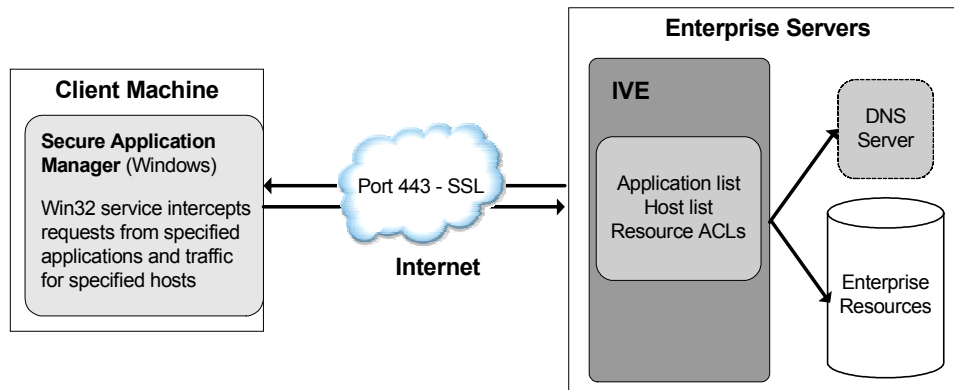 Client Machine
Secure Application
Manager (Windows)
Win32 service intercepts
requests from specified
applications and traffic
for specified hosts
Port 443 - SSL
Internet
Enterprise Servers
IVE
Application list
Host list
Resource ACLs
DNS
Server
Enterprise
Resources